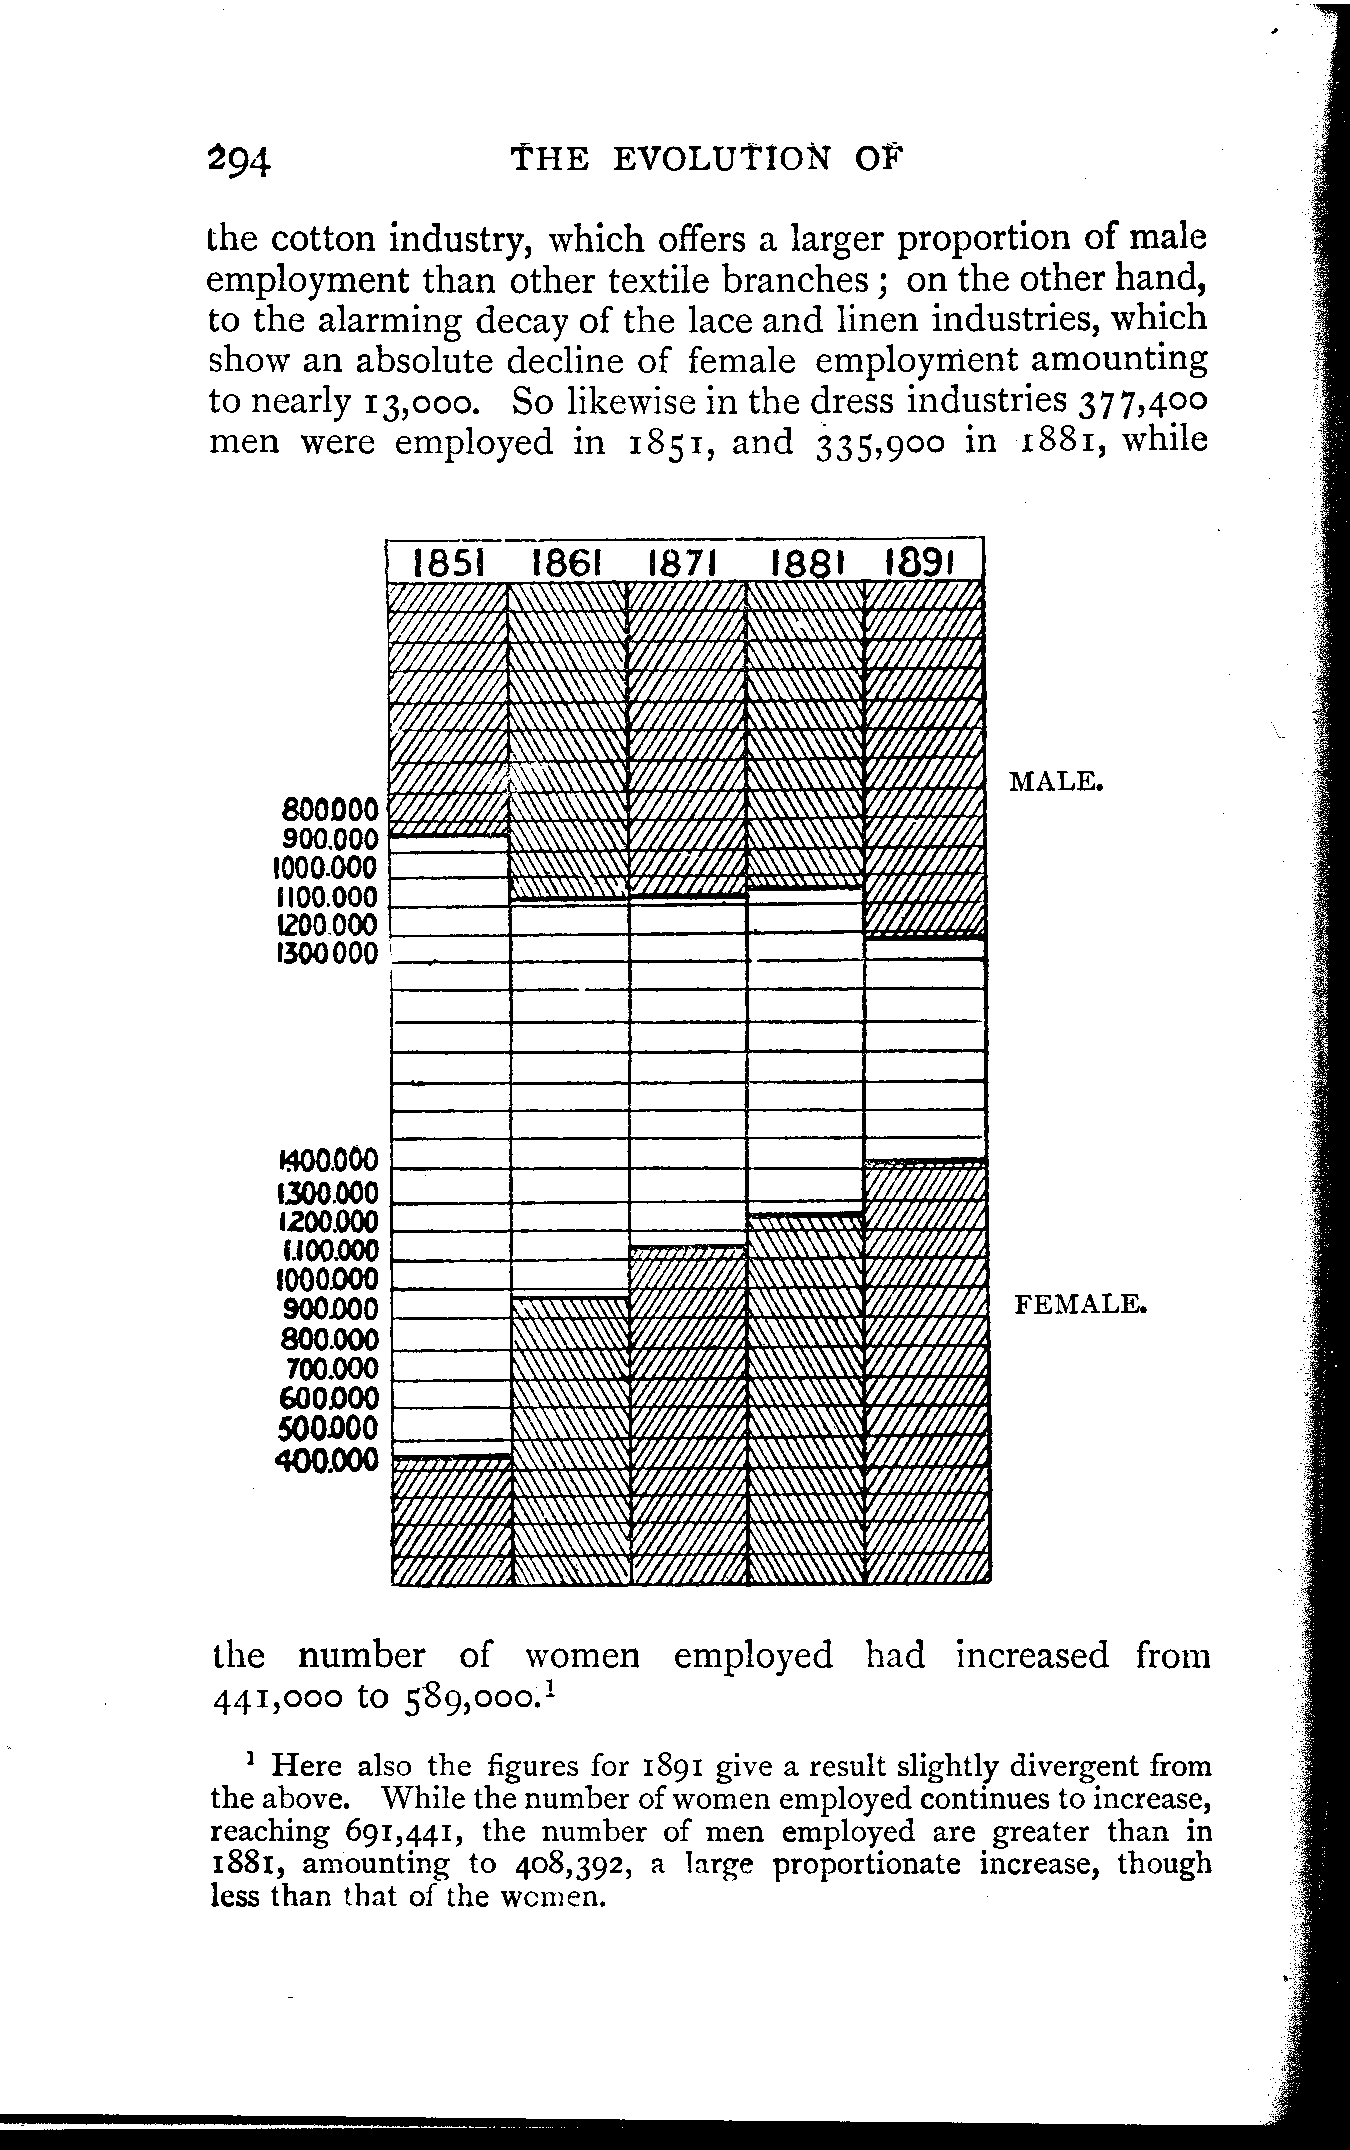 294 THE EVOLUTION OF
the cotton industry, which offers a larger proportion of male
employment than other textile branches; on the other hand,
to the alarming decay of the lace and linen industries, which
show an absolute decline of female employment amounting
to nearly 13,000. So likewise in the dress industries 377,400
men were employed in 1851, and 335,900 in 1881, while
1851 1861 1871 1881 1891
MALE.
800000
900.000
1000.000
1100.000
1200.000
1300000
1400.000
1300.000
1200.000
1.100.000
1000.000
900.000
FEMALE.
800.000
700.000
600.000
500.000
400.000
the number of women employed had increased from
441,000 to 589,000.¹
¹ Here also the figures for 1891 give a result slightly divergent from
the above. While the number of women employed continues to increase,
reaching 691,441, the number of men employed are greater than in
1881, amounting to 408,392, a large proportionate increase, though
less than that of the women.